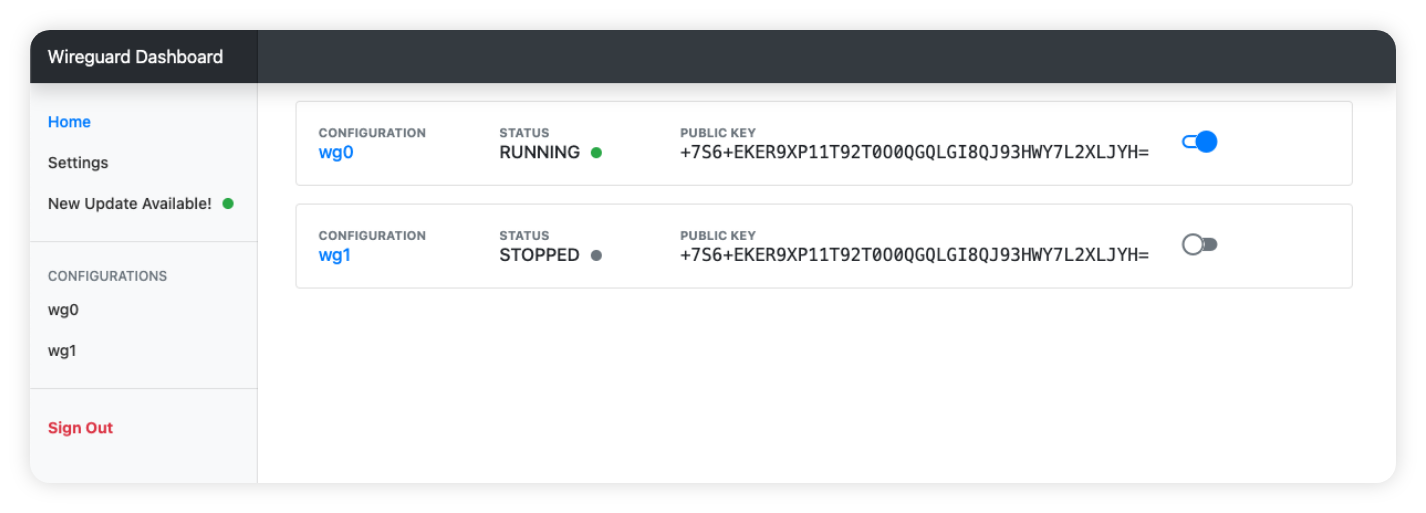 Wireguard Dashboard
Home
Settings
New Update Available!
CONFIGURATIONS
wg0
wg1
Sign Out
CONFIGURATION STATUS PUBLIC KEY
wg0 RUNNING +7S6+EKER9XP11T92T0O0QGQLGI8QJ93HWY7L2XLJYH=
CONFIGURATION STATUS PUBLIC KEY
wg1 STOPPED +7S6+EKER9XP11T92T0O0QGQLGI8QJ93HWY7L2XLJYH=